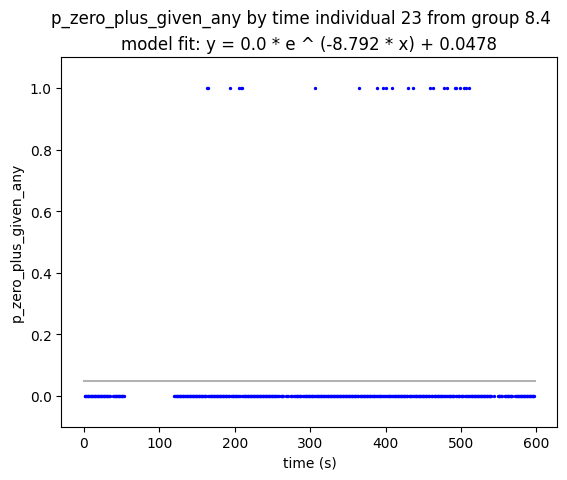 p_zero_plus_given_any by time individual 23 from group 8.4
model fit: y = 0.0 * e ^ (-8.792 * x) + 0.0478
1.0
0.8
0.6
0.4
0.2
0.0
p_zero_plus_given_any
0 100 200 300 400 500 600
time (s)